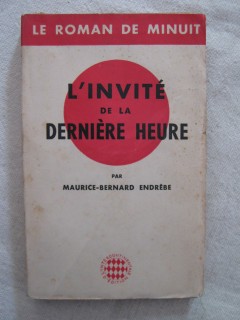 LE ROMAN DE MINUIT
L'INVITÉ
DE LA
DERNIÈRE HEURE
PAR
MAURICE-BERNARD ENDRÈBE